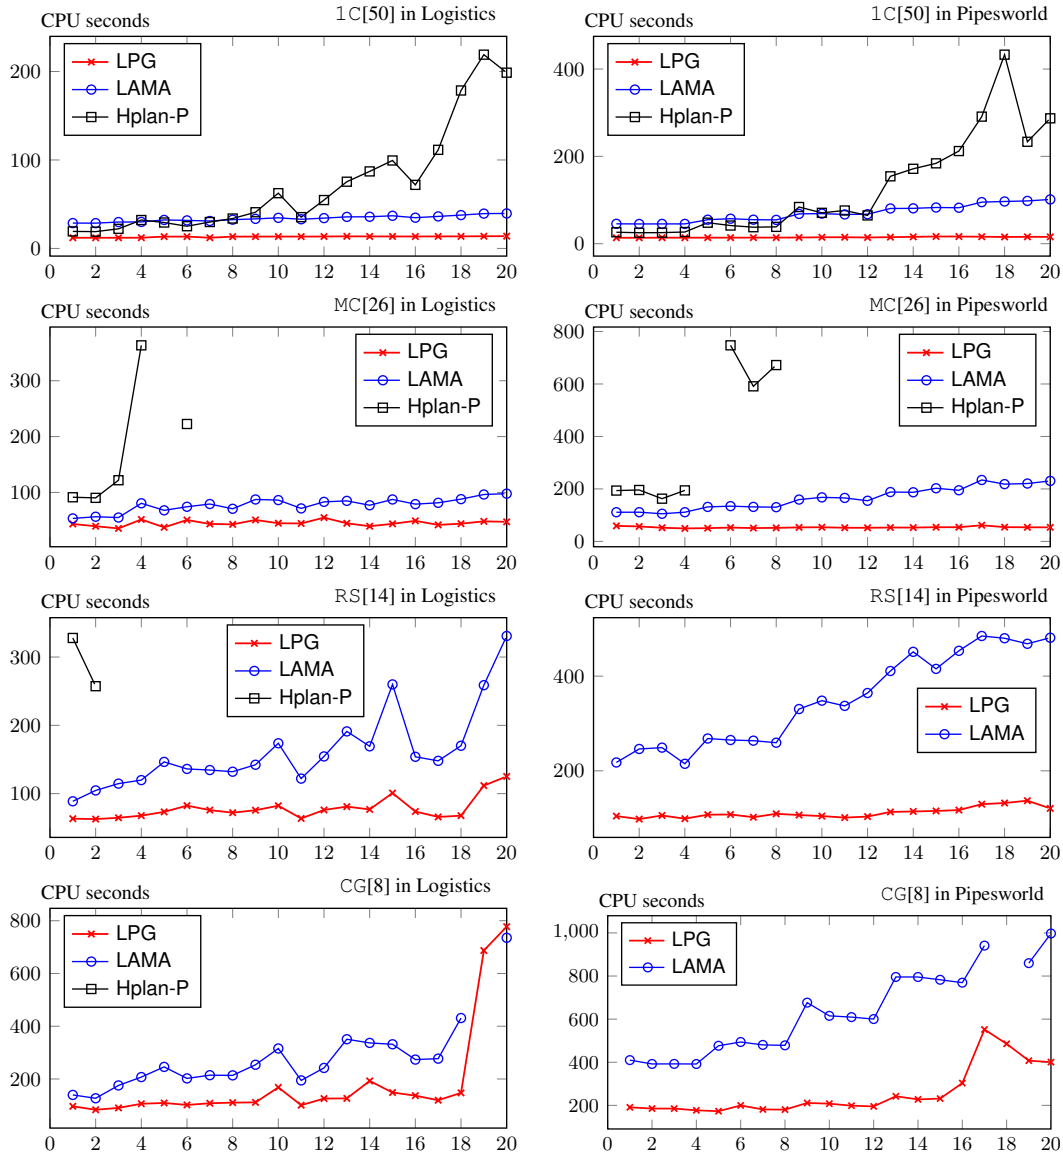 CPU seconds
1C[50] in Logistics
LPG
LAMA
Hplan-P
200
100
0
0 2 4 6 8 10 12 14 16 18 20
CPU seconds
1C[50] in Pipesworld
LPG
LAMA
Hplan-P
400
200
0
0 2 4 6 8 10 12 14 16 18 20
CPU seconds
MC[26] in Logistics
LPG
LAMA
Hplan-P
300
200
100
0 2 4 6 8 10 12 14 16 18 20
CPU seconds
MC[26] in Pipesworld
LPG
LAMA
Hplan-P
800
600
400
200
0
0 2 4 6 8 10 12 14 16 18 20
CPU seconds
RS[14] in Logistics
LPG
LAMA
Hplan-P
300
200
100
0 2 4 6 8 10 12 14 16 18 20
CPU seconds
RS[14] in Pipesworld
LPG
LAMA
400
200
0 2 4 6 8 10 12 14 16 18 20
CPU seconds
CG[8] in Logistics
LPG
LAMA
Hplan-P
800
600
400
200
0 2 4 6 8 10 12 14 16 18 20
CPU seconds
CG[8] in Pipesworld
LPG
LAMA
1,000
800
600
400
200
0 2 4 6 8 10 12 14 16 18 20